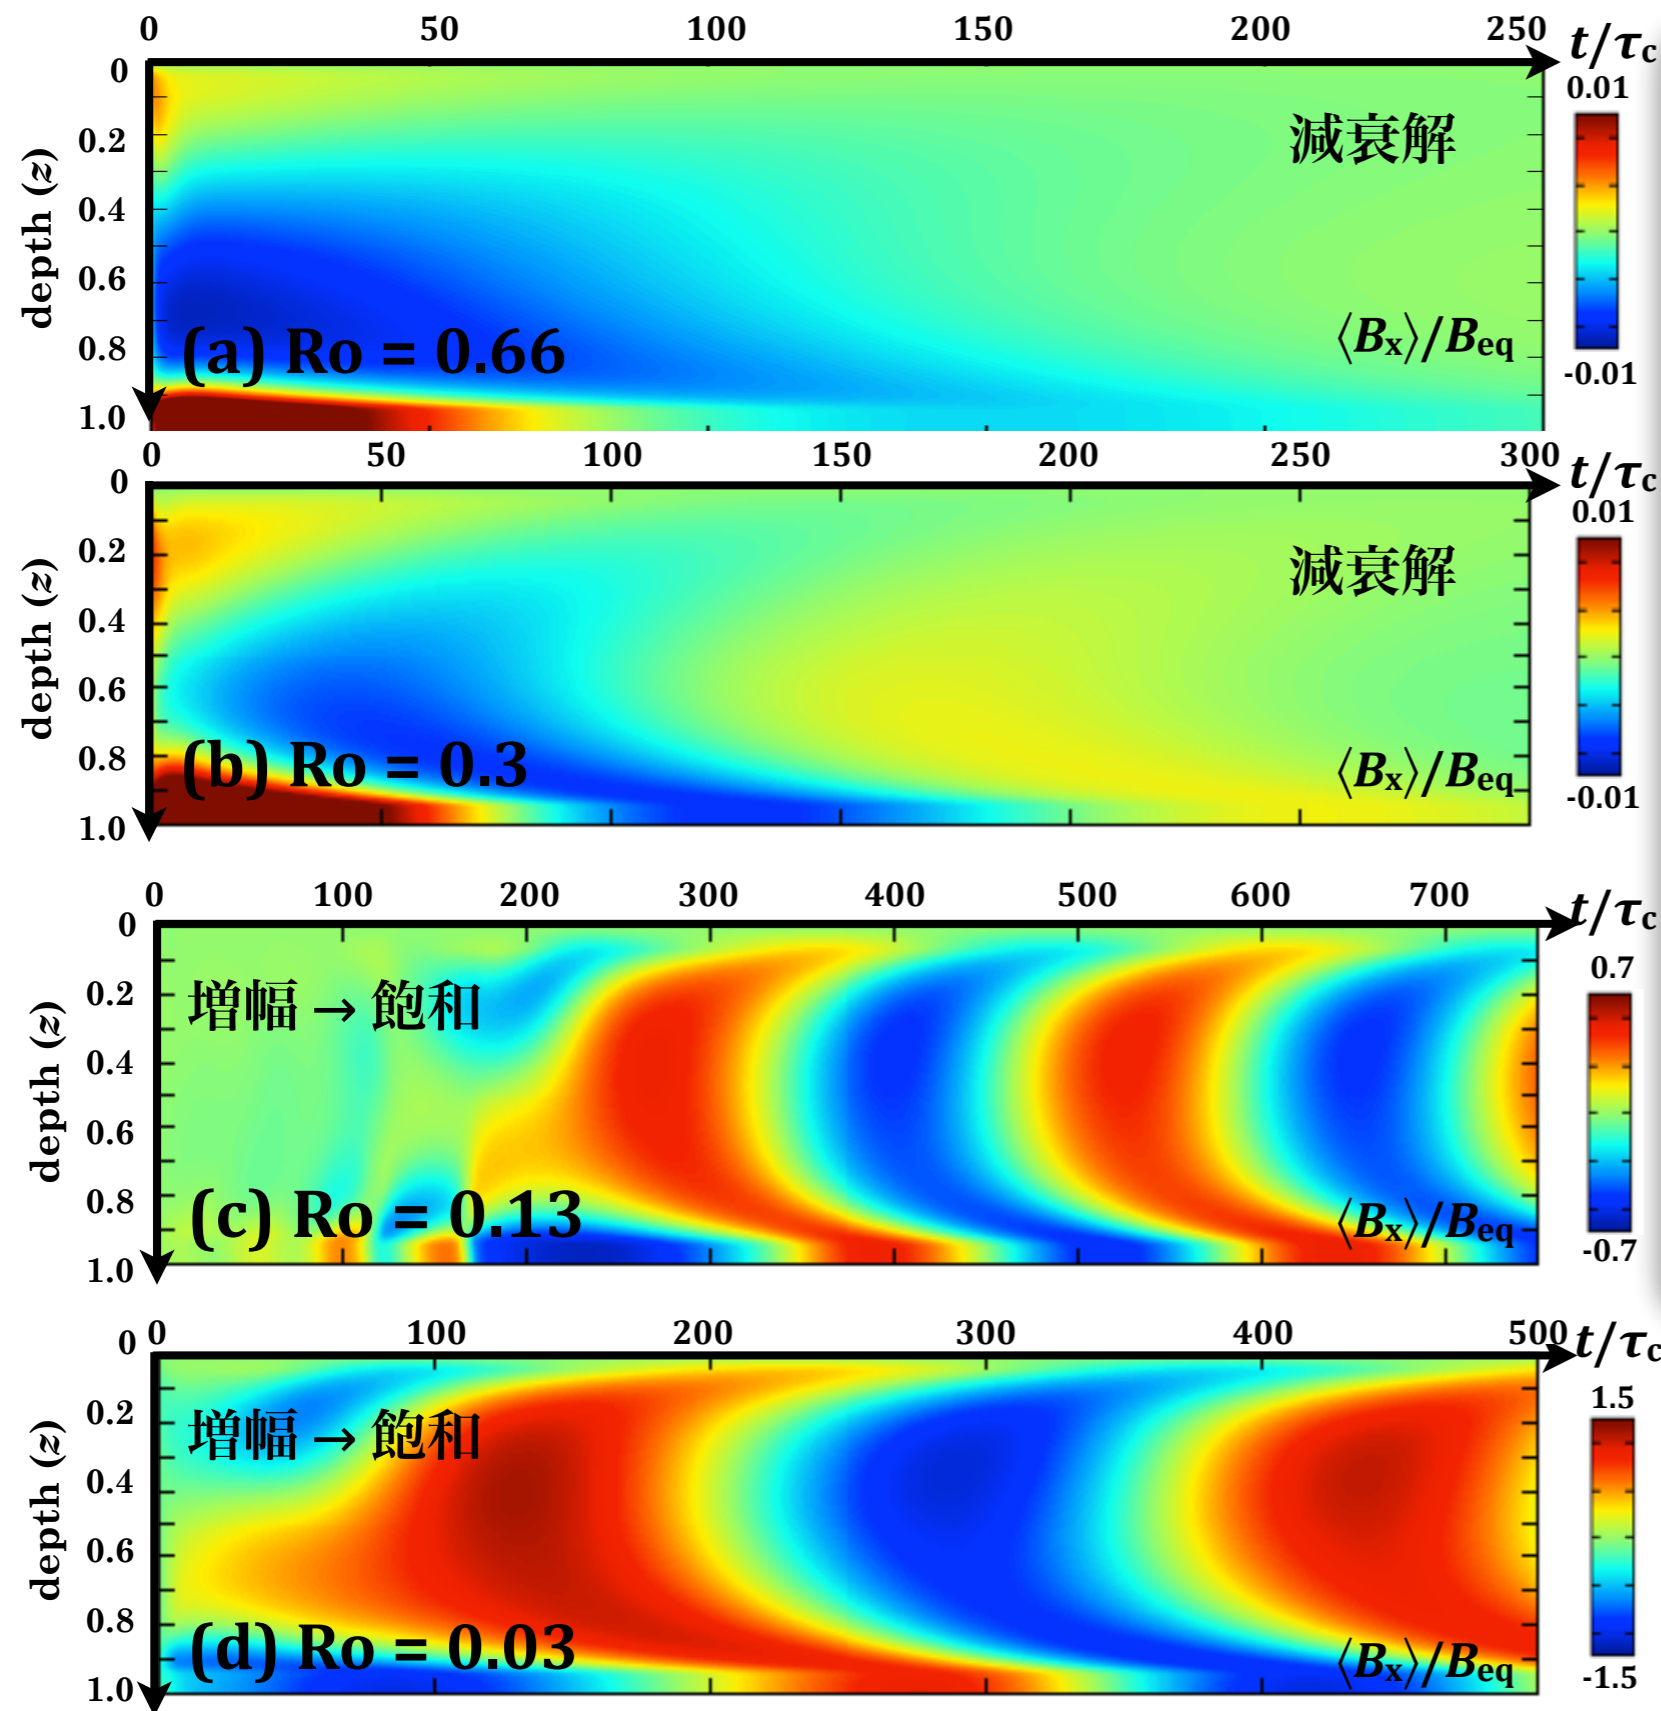 0 50 100 150 200 250 t/τc
0.01
0
0.2
0.4
0.6
0.8
1.0
depth (z)
減衰解
(a) Ro = 0.66
⟨Bx⟩/Beq
-0.01
0 50 100 150 200 250 300 t/τc
0.01
0
0.2
0.4
0.6
0.8
1.0
depth (z)
減衰解
(b) Ro = 0.3
⟨Bx⟩/Beq
-0.01
0 100 200 300 400 500 600 700 t/τc
0.7
0
0.2
0.4
0.6
0.8
1.0
depth (z)
増幅 → 飽和
(c) Ro = 0.13
⟨Bx⟩/Beq
-0.7
0 100 200 300 400 500 t/τc
1.5
0
0.2
0.4
0.6
0.8
1.0
depth (z)
増幅 → 飽和
(d) Ro = 0.03
⟨Bx⟩/Beq
-1.5